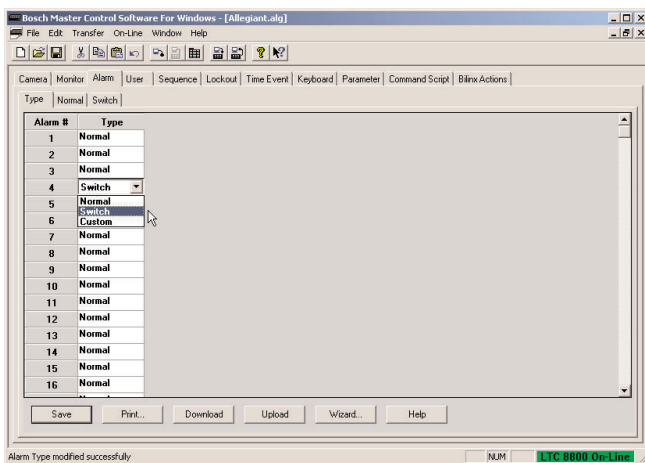 Bosch Master Control Software For Windows - [Allegiant.alg]
File Edit Transfer On-Line Window Help
Camera Monitor Alarm User Sequence Lockout Time Event Keyboard Parameter Command Script Bilinx Actions
Type Normal Switch
Alarm # Type
1 Normal
2 Normal
3 Normal
4 Switch
5 Normal
Switch
6 Custom
7 Normal
8 Normal
9 Normal
10 Normal
11 Normal
12 Normal
13 Normal
14 Normal
15 Normal
16 Normal
Save Print... Download Upload Wizard... Help
Alarm Type modified successfully NUM LTC 8800 On-Line